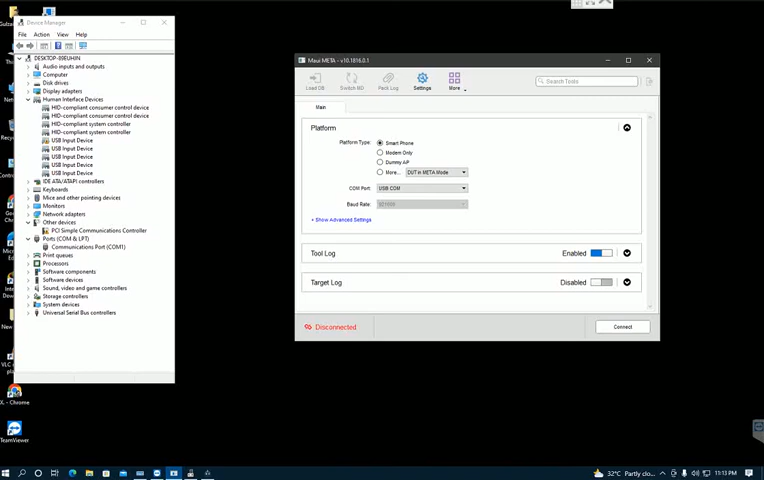 Device Manager
File Action View Help
DESKTOP-89EUHIN
Audio inputs and outputs
Computer
Disk drives
Display adapters
Human Interface Devices
HID-compliant consumer control device
HID-compliant consumer control device
HID-compliant system controller
HID-compliant system controller
USB Input Device
USB Input Device
USB Input Device
USB Input Device
USB Input Device
IDE ATA/ATAPI controllers
Keyboards
Mice and other pointing devices
Monitors
Network adapters
Other devices
PCI Simple Communications Controller
Ports (COM & LPT)
Communications Port (COM1)
Print queues
Processors
Software components
Software devices
Sound, video and game controllers
Storage controllers
System devices
Universal Serial Bus controllers
Maui META - v10.1816.0.1
Load DB
Switch MD
Pack Log
Settings
More
Search Tools
Main
Platform
Platform Type:
Smart Phone
Modem Only
Dummy AP
More...
DUT in META Mode
COM Port:
USB COM
Baud Rate:
+ Show Advanced Settings
Tool Log
Enabled
Target Log
Disabled
Disconnected
Connect
VLC
XL - Chrome
TeamViewer
32°C Partly clo...
11:13 PM